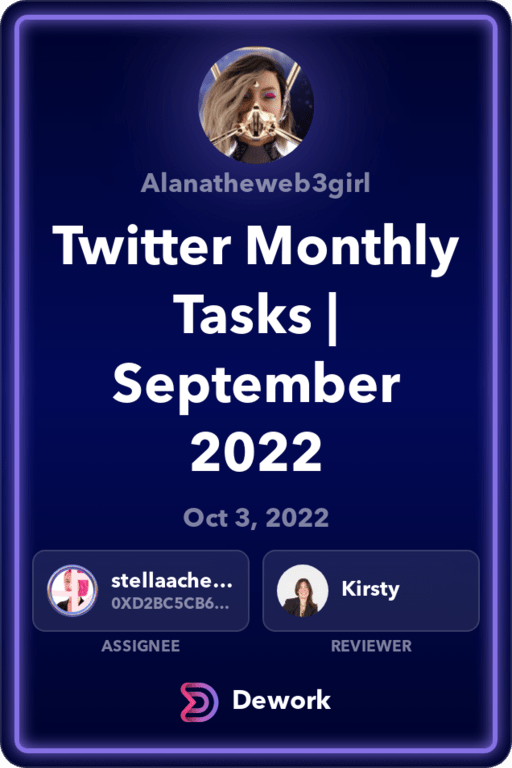 Alanatheweb3girl
Twitter Monthly
Tasks |
September
2022
Oct 3, 2022
stellaache...
0XD2BC5CB6...
Kirsty
ASSIGNEE
REVIEWER
Dework